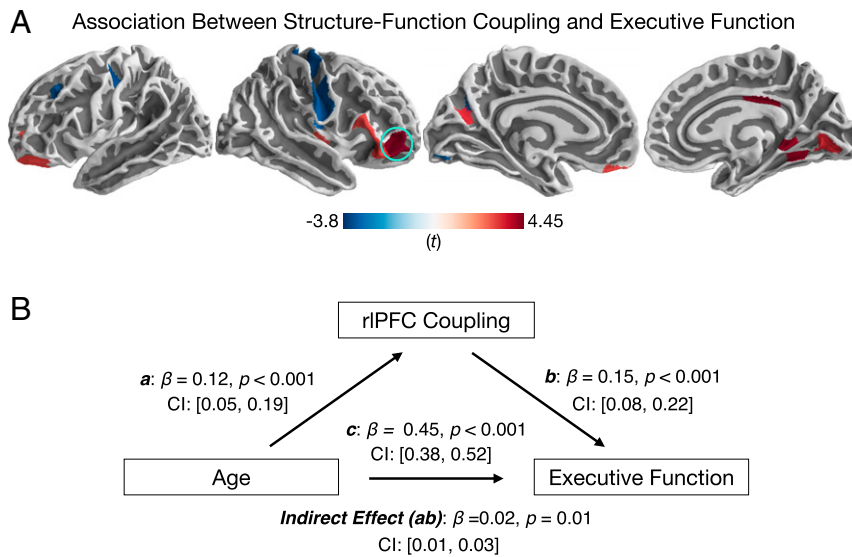 A
Association Between Structure-Function Coupling and Executive Function
-3.8
4.45
(t)
B
rlPFC Coupling
a: β = 0.12, p < 0.001
CI: [0.05, 0.19]
b: β = 0.15, p < 0.001
CI: [0.08, 0.22]
c: β = 0.45, p < 0.001
CI: [0.38, 0.52]
Age
Executive Function
Indirect Effect (ab): β =0.02, p = 0.01
CI: [0.01, 0.03]